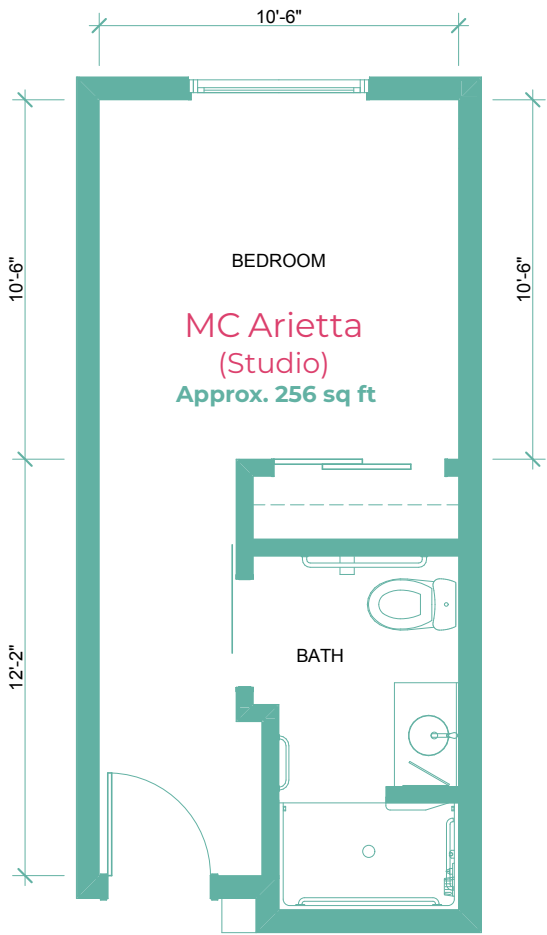 10'-6"
10'-6"
10'-6"
BEDROOM
MC Arietta
(Studio)
Approx. 256 sq ft
12'-2"
BATH